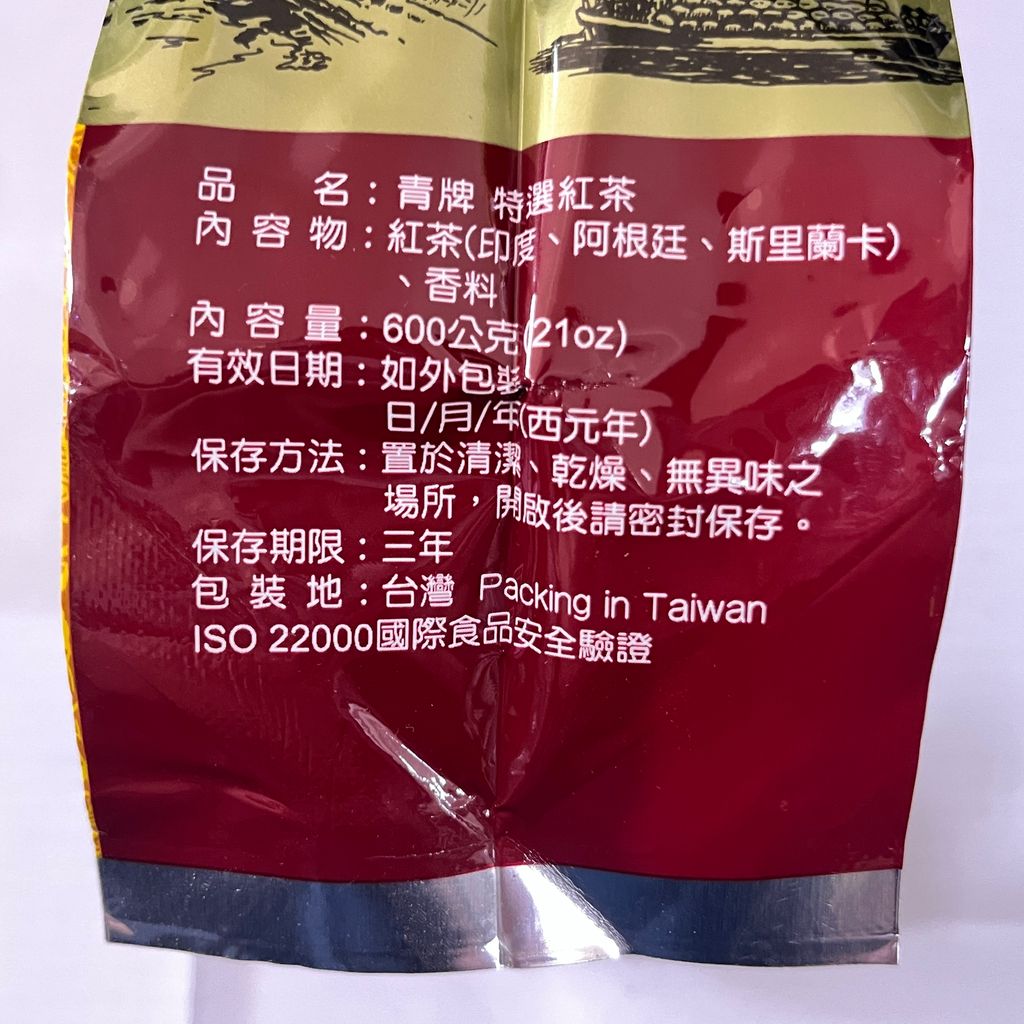 品　　名：青牌 特選紅茶
內 容 物：紅茶(印度、阿根廷、斯里蘭卡)
、香料
內 容 量：600公克(21oz)
有效日期：如外包裝
日/月/年(西元年)
保存方法：置於清潔、乾燥、無異味之
場所，開啟後請密封保存。
保存期限：三年
包 裝 地：台灣 Packing in Taiwan
ISO 22000國際食品安全驗證